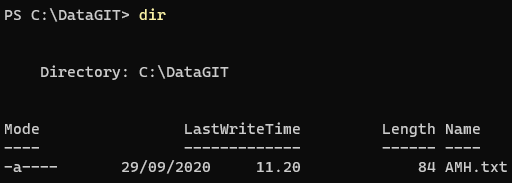 PS C:\DataGIT> dir
Directory: C:\DataGIT
Mode LastWriteTime Length Name
---- ------------- ------ ----
-a---- 29/09/2020 11.20 84 AMH.txt